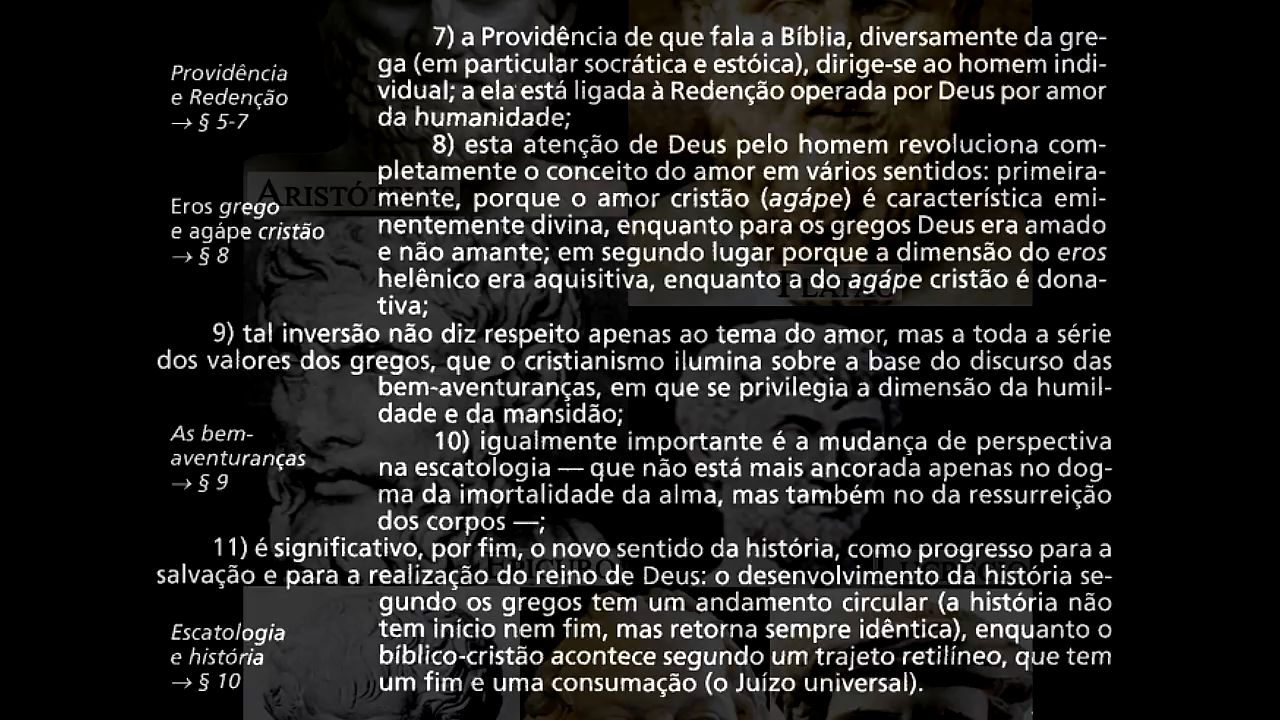 7) a Providência de que fala a Bíblia, diversamente da gre-
ga (em particular socrática e estóica), dirige-se ao homem indi-
vidual; a ela está ligada à Redenção operada por Deus por amor
da humanidade;
Providência
e Redenção
→ § 5-7
8) esta atenção de Deus pelo homem revoluciona com-
pletamente o conceito do amor em vários sentidos: primeira-
mente, porque o amor cristão (agápe) é característica emi-
nentemente divina, enquanto para os gregos Deus era amado
e não amante; em segundo lugar porque a dimensão do eros
helênico era aquisitiva, enquanto a do agápe cristão é dona-
tiva;
Eros grego
e agápe cristão
→ § 8
9) tal inversão não diz respeito apenas ao tema do amor, mas a toda a série
dos valores dos gregos, que o cristianismo ilumina sobre a base do discurso das
bem-aventuranças, em que se privilegia a dimensão da humil-
dade e da mansidão;
As bem-
aventuranças
→ § 9
10) igualmente importante é a mudança de perspectiva
na escatologia — que não está mais ancorada apenas no dog-
ma da imortalidade da alma, mas também no da ressurreição
dos corpos —;
11) é significativo, por fim, o novo sentido da história, como progresso para a
salvação e para a realização do reino de Deus: o desenvolvimento da história se-
gundo os gregos tem um andamento circular (a história não
tem início nem fim, mas retorna sempre idêntica), enquanto o
bíblico-cristão acontece segundo um trajeto retilíneo, que tem
um fim e uma consumação (o Juízo universal).
Escatologia
e história
→ § 10
ARISTÓTELES
PLATÃO
EPICURO